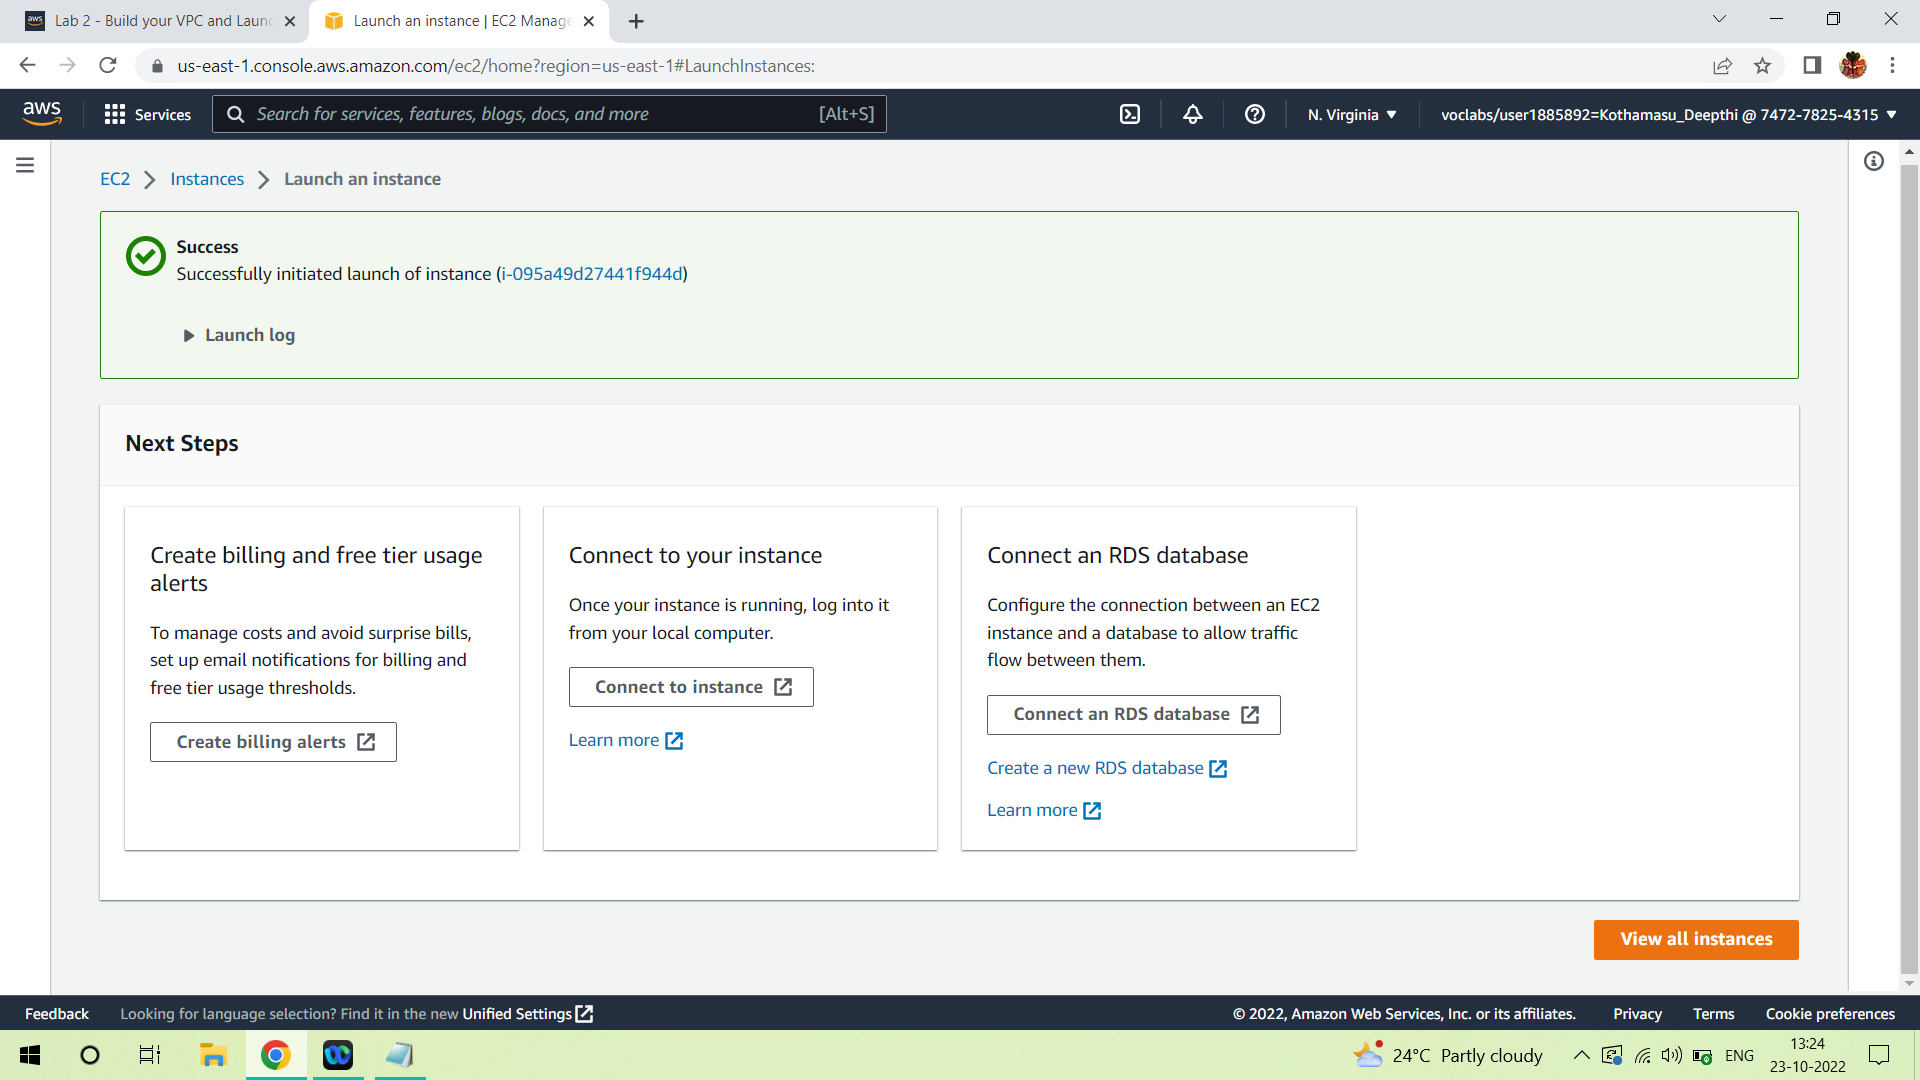 aws Lab 2 - Build your VPC and Laun
Launch an instance | EC2 Manage
us-east-1.console.aws.amazon.com/ec2/home?region=us-east-1#LaunchInstances:
aws Services Search for services, features, blogs, docs, and more [Alt+S] N. Virginia voclabs/user1885892=Kothamasu_Deepthi @ 7472-7825-4315
EC2 Instances Launch an instance
Success
Successfully initiated launch of instance (i-095a49d27441f944d)
Launch log
Next Steps
Create billing and free tier usage
alerts
To manage costs and avoid surprise bills,
set up email notifications for billing and
free tier usage thresholds.
Create billing alerts
Connect to your instance
Once your instance is running, log into it
from your local computer.
Connect to instance
Learn more
Connect an RDS database
Configure the connection between an EC2
instance and a database to allow traffic
flow between them.
Connect an RDS database
Create a new RDS database
Learn more
View all instances
Feedback Looking for language selection? Find it in the new Unified Settings © 2022, Amazon Web Services, Inc. or its affiliates. Privacy Terms Cookie preferences
24°C Partly cloudy ENG
13:24
23-10-2022